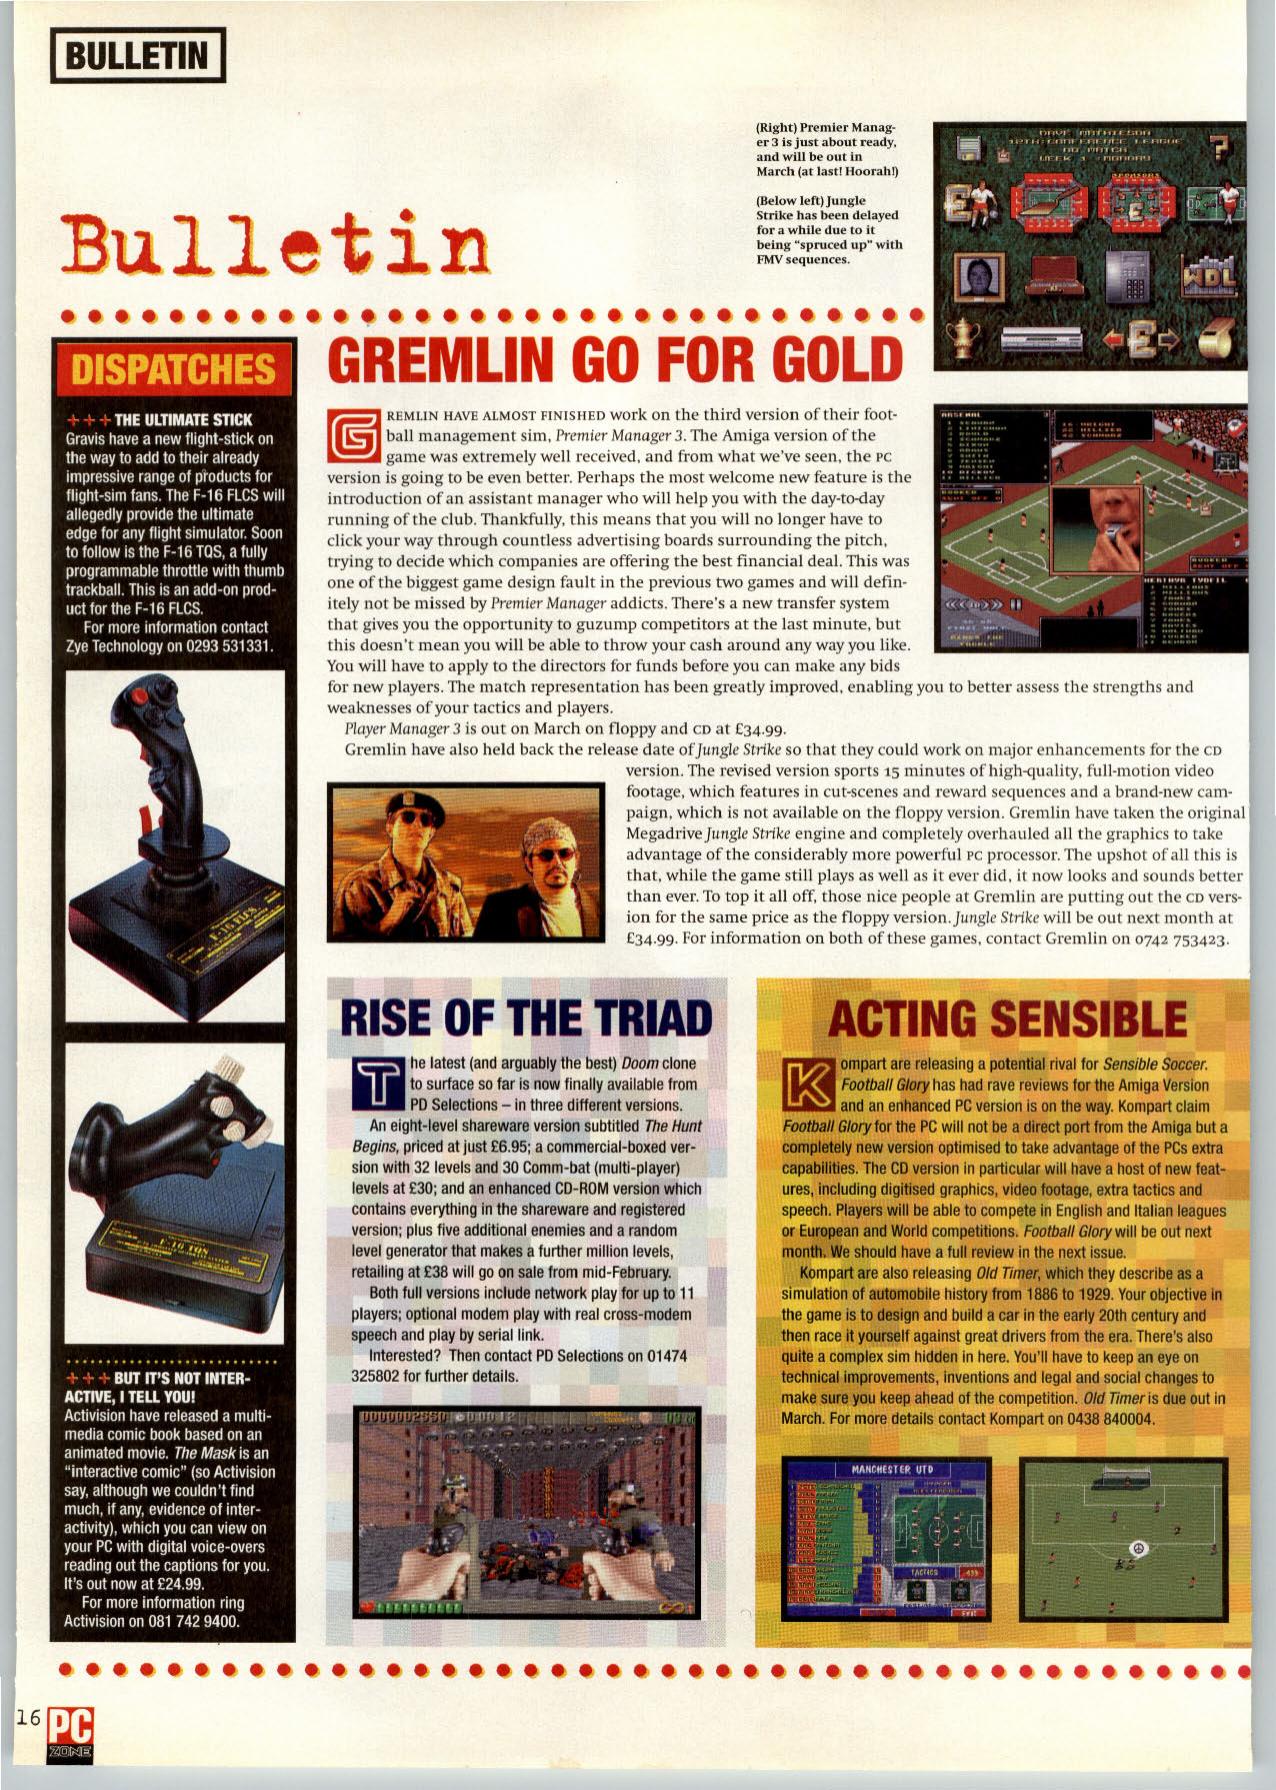 BULLETIN
(Right) Premier Manag-
er 3 is just about ready,
and will be out in
March (at last! Hoorah!)
(Below left) Jungle
Strike has been delayed
for a while due to it
being “spruced up” with
FMV sequences.
Bulletin
DAVE MATHIESON
NO MATCH
WEEK 1 - MONDAY
SPONSORS
WDL
DISPATCHES
+++ THE ULTIMATE STICK
Gravis have a new flight-stick on
the way to add to their already
impressive range of products for
flight-sim fans. The F-16 FLCS will
allegedly provide the ultimate
edge for any flight simulator. Soon
to follow is the F-16 TQS, a fully
programmable throttle with thumb
trackball. This is an add-on prod-
uct for the F-16 FLCS.
For more information contact
Zye Technology on 0293 531331.
F-16 FLCS
F-16 TQS
+++ BUT IT'S NOT INTER-
ACTIVE, I TELL YOU!
Activision have released a multi-
media comic book based on an
animated movie. The Mask is an
“interactive comic” (so Activision
say, although we couldn't find
much, if any, evidence of inter-
activity), which you can view on
your PC with digital voice-overs
reading out the captions for you.
It's out now at £24.99.
For more information ring
Activision on 081 742 9400.
GREMLIN GO FOR GOLD
GREMLIN HAVE ALMOST FINISHED work on the third version of their foot-
ball management sim, Premier Manager 3. The Amiga version of the
game was extremely well received, and from what we've seen, the PC
version is going to be even better. Perhaps the most welcome new feature is the
introduction of an assistant manager who will help you with the day-to-day
running of the club. Thankfully, this means that you will no longer have to
click your way through countless advertising boards surrounding the pitch,
trying to decide which companies are offering the best financial deal. This was
one of the biggest game design fault in the previous two games and will defin-
itely not be missed by Premier Manager addicts. There's a new transfer system
that gives you the opportunity to guzump competitors at the last minute, but
this doesn't mean you will be able to throw your cash around any way you like.
You will have to apply to the directors for funds before you can make any bids
for new players. The match representation has been greatly improved, enabling you to better assess the strengths and
weaknesses of your tactics and players.
Player Manager 3 is out on March on floppy and CD at £34.99.
Gremlin have also held back the release date of Jungle Strike so that they could work on major enhancements for the CD
version. The revised version sports 15 minutes of high-quality, full-motion video
footage, which features in cut-scenes and reward sequences and a brand-new cam-
paign, which is not available on the floppy version. Gremlin have taken the original
Megadrive Jungle Strike engine and completely overhauled all the graphics to take
advantage of the considerably more powerful PC processor. The upshot of all this is
that, while the game still plays as well as it ever did, it now looks and sounds better
than ever. To top it all off, those nice people at Gremlin are putting out the CD vers-
ion for the same price as the floppy version. Jungle Strike will be out next month at
£34.99. For information on both of these games, contact Gremlin on 0742 753423.
ARSENAL
RISE OF THE TRIAD
The latest (and arguably the best) Doom clone
to surface so far is now finally available from
PD Selections – in three different versions.
An eight-level shareware version subtitled The Hunt
Begins, priced at just £6.95; a commercial-boxed ver-
sion with 32 levels and 30 Comm-bat (multi-player)
levels at £30; and an enhanced CD-ROM version which
contains everything in the shareware and registered
version; plus five additional enemies and a random
level generator that makes a further million levels,
retailing at £38 will go on sale from mid-February.
Both full versions include network play for up to 11
players; optional modem play with real cross-modem
speech and play by serial link.
Interested? Then contact PD Selections on 01474
325802 for further details.
0000002550 0:00:12
ACTING SENSIBLE
Kompart are releasing a potential rival for Sensible Soccer.
Football Glory has had rave reviews for the Amiga Version
and an enhanced PC version is on the way. Kompart claim
Football Glory for the PC will not be a direct port from the Amiga but a
completely new version optimised to take advantage of the PCs extra
capabilities. The CD version in particular will have a host of new feat-
ures, including digitised graphics, video footage, extra tactics and
speech. Players will be able to compete in English and Italian leagues
or European and World competitions. Football Glory will be out next
month. We should have a full review in the next issue.
Kompart are also releasing Old Timer, which they describe as a
simulation of automobile history from 1886 to 1929. Your objective in
the game is to design and build a car in the early 20th century and
then race it yourself against great drivers from the era. There's also
quite a complex sim hidden in here. You'll have to keep an eye on
technical improvements, inventions and legal and social changes to
make sure you keep ahead of the competition. Old Timer is due out in
March. For more details contact Kompart on 0438 840004.
MANCHESTER UTD
TACTICS
16
PC
ZONE